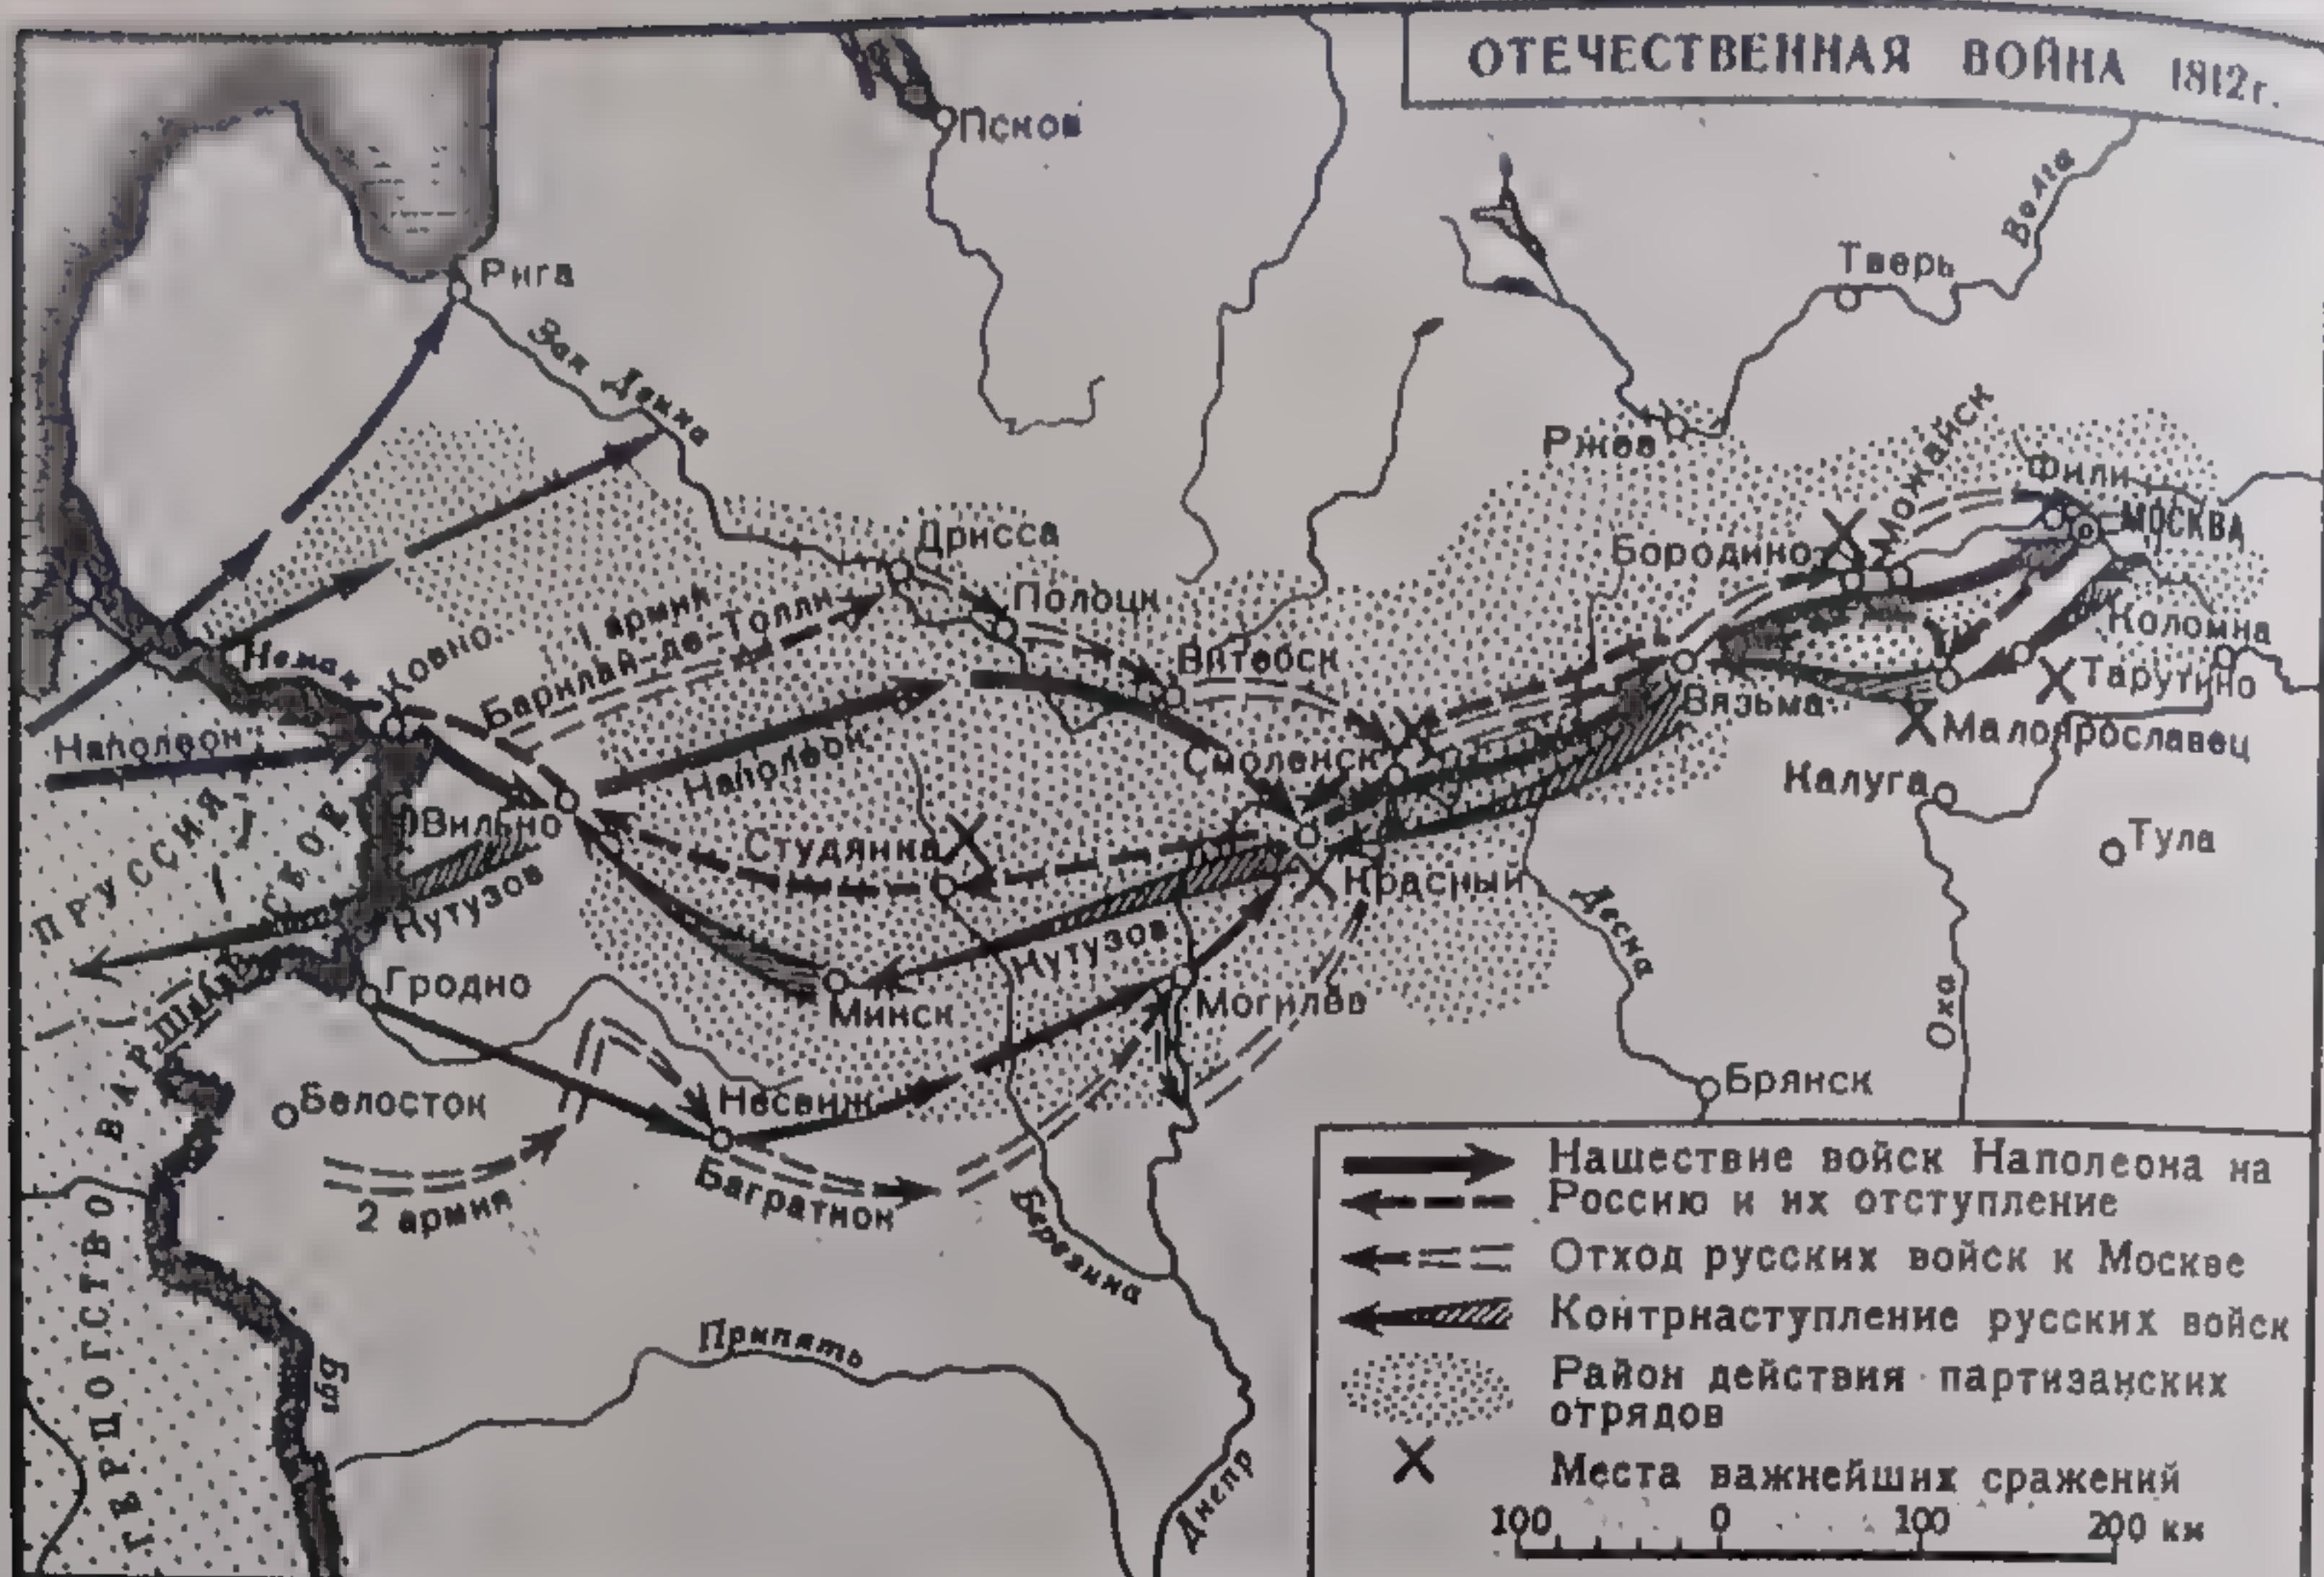 ОТЕЧЕСТВЕННАЯ ВОЙНА 1812г.
Псков
Волга
Тверь
Рига
Зап Двина
Ржев
Можайск
Фили
МОСКВА
Дрисса
Бородино
Полоцк
1 армия
Барклай-де-Толли
Коломна
Неман
Ковно
Витебск
Тарутино
Вязьма
Малоярославец
Наполеон
Наполеон
Смоленск
Калуга
Тула
Вильно
Студянка
Красный
ПРУССИЯ
Кутузов
Кутузов
Десна
Гродно
Минск
Могилев
Ока
Белосток
Несвиж
Брянск
2 армия
Багратион
Березина
Припять
Буг
Днепр
ГЕРЦОГСТВО ВАРШАВСКОЕ
Нашествие войск Наполеона на
Россию и их отступление
Отход русских войск к Москве
Контрнаступление русских войск
Район действия партизанских
отрядов
Места важнейших сражений
100 0 100 200 км